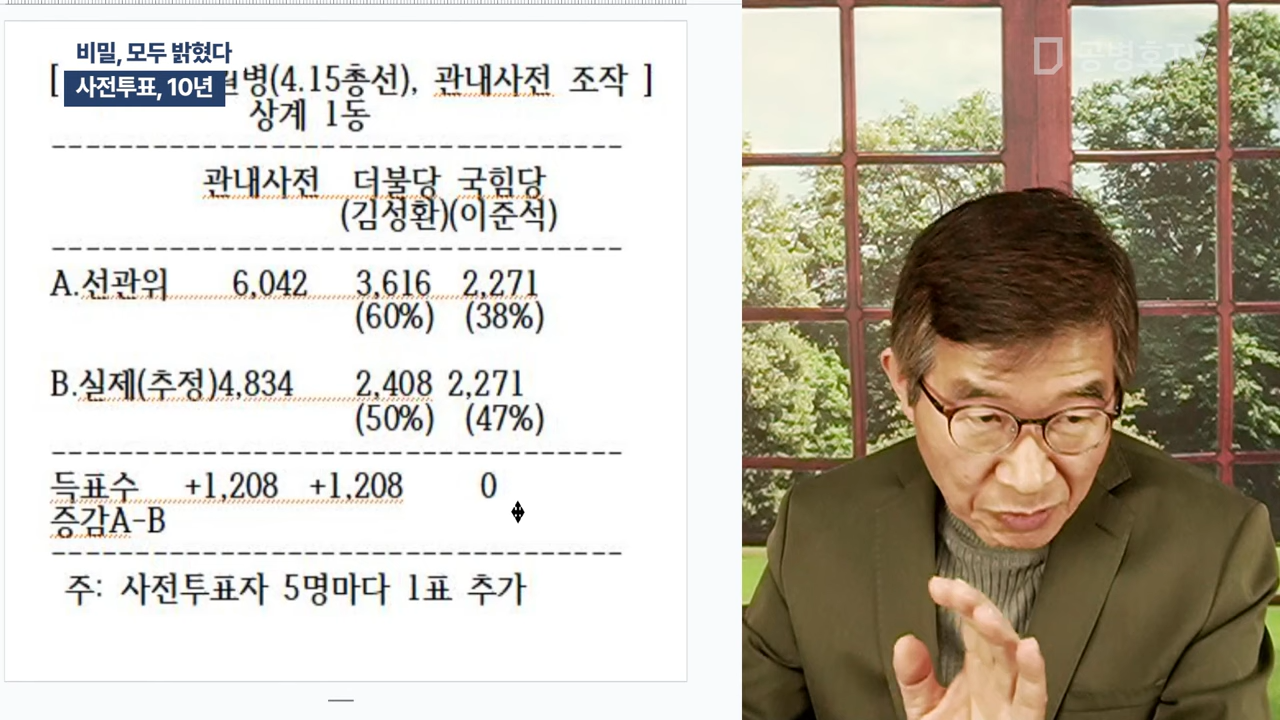 비밀, 모두 밝혔다
사전투표, 10년
[ 병(4.15총선), 관내사전 조작 ]
상계 1동
관내사전 더불당 국힘당
(김성환)(이준석)
A.선관위 6,042 3,616 2,271
(60%) (38%)
B.실제(추정)4,834 2,408 2,271
(50%) (47%)
득표수 +1,208 +1,208 0
증감A-B
주: 사전투표자 5명마다 1표 추가
공병호TV